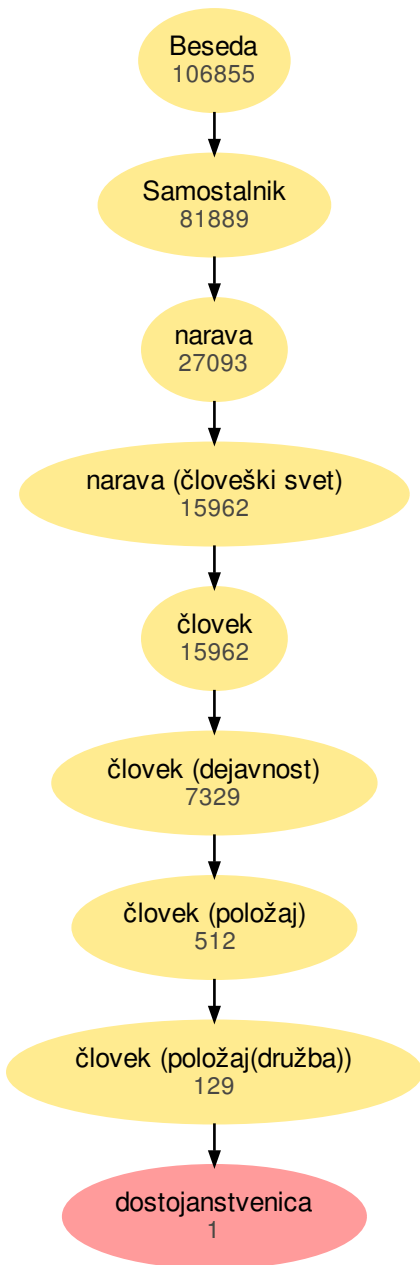 Beseda
106855
Samostalnik
81889
narava
27093
narava (človeški svet)
15962
človek
15962
človek (dejavnost)
7329
človek (položaj)
512
človek (položaj(družba))
129
dostojanstvenica
1